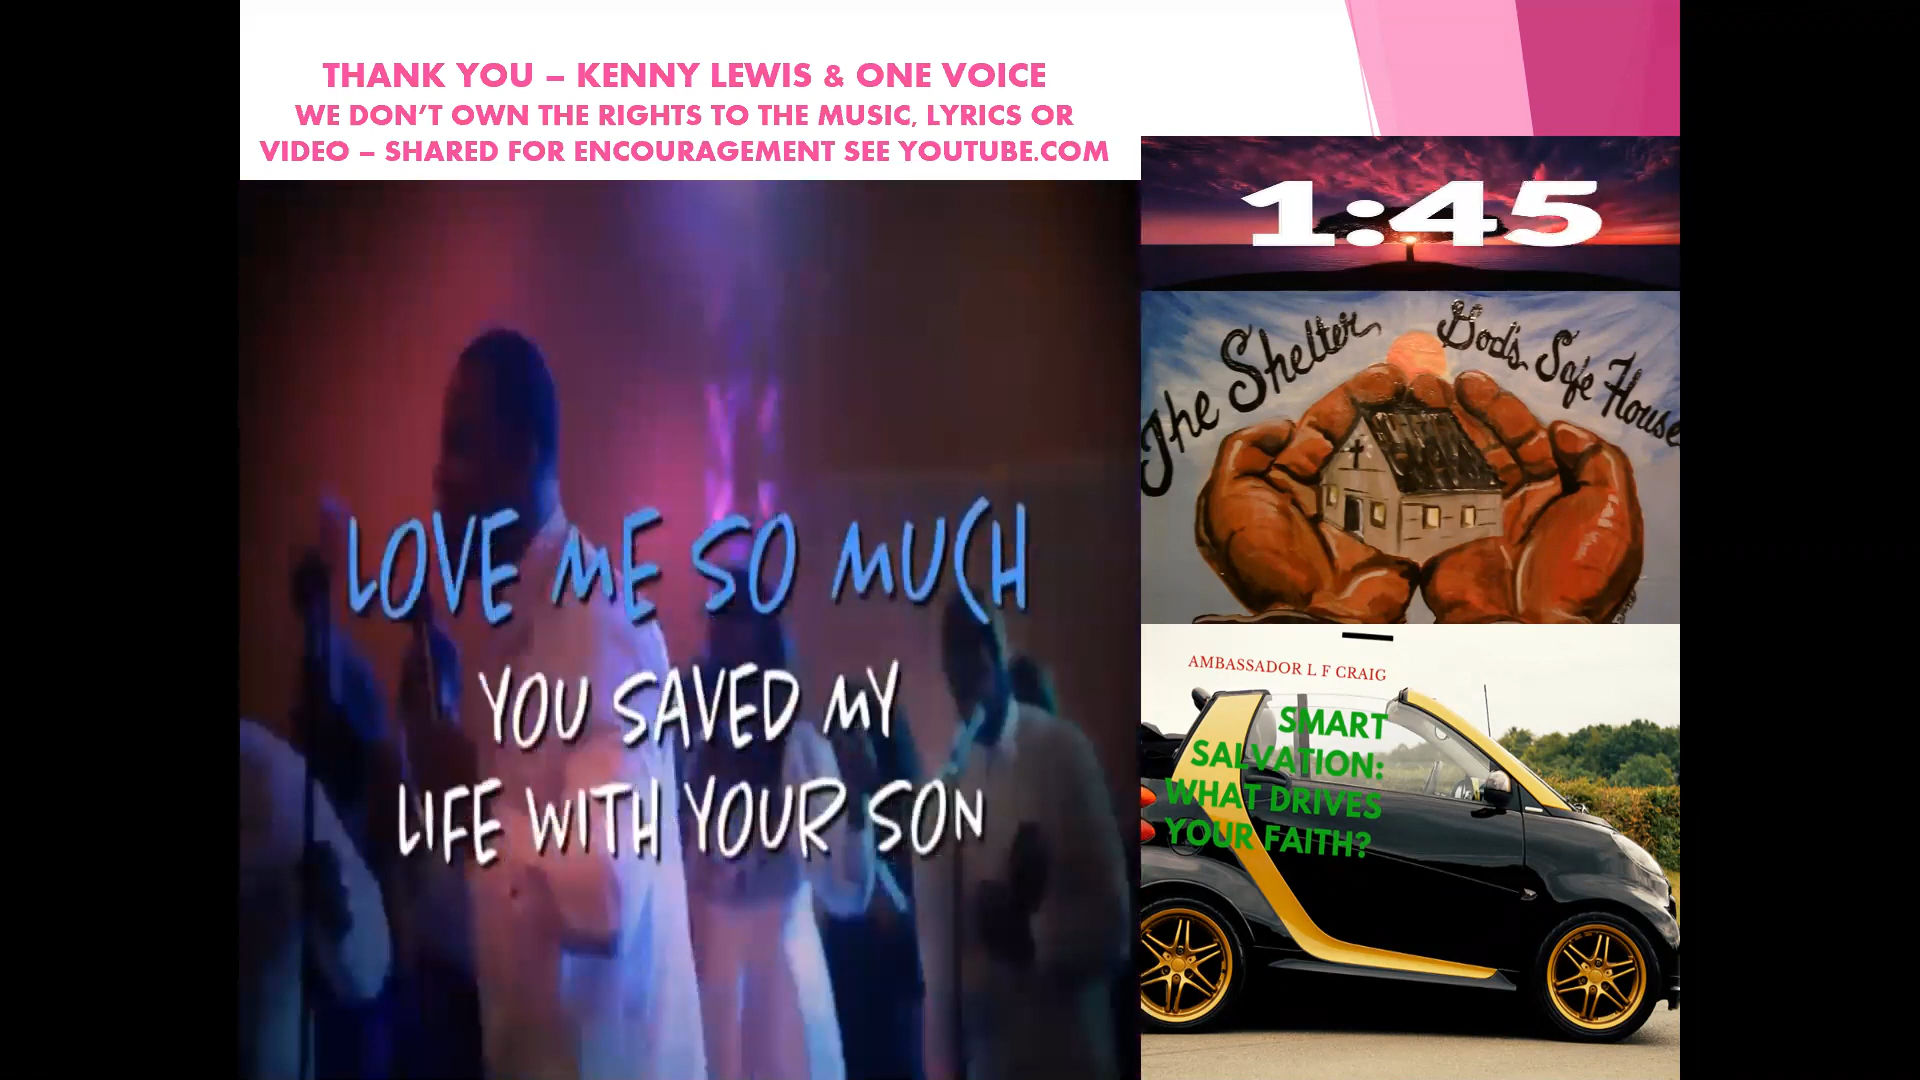 THANK YOU – KENNY LEWIS & ONE VOICE
WE DON’T OWN THE RIGHTS TO THE MUSIC, LYRICS OR
VIDEO – SHARED FOR ENCOURAGEMENT SEE YOUTUBE.COM
1:45
The Shelter God's Safe House
LOVE ME SO MUCH
YOU SAVED MY
LIFE WITH YOUR SON
AMBASSADOR L F CRAIG
SMART
SALVATION:
WHAT DRIVES
YOUR FAITH?